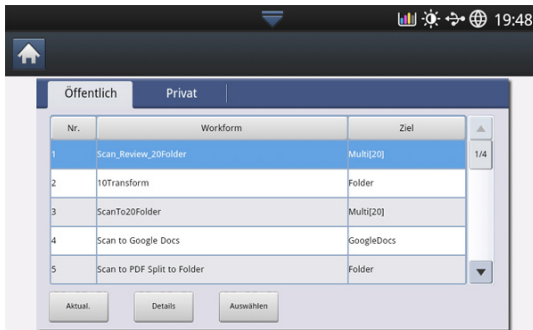 19:48
Öffentlich Privat
Nr. Workform Ziel
1 Scan_Review_20Folder Multi[20] 1/4
2 10Transform Folder
3 ScanTo20Folder Multi[20]
4 Scan to Google Docs GoogleDocs
5 Scan to PDF Split to Folder Folder
Aktual. Details Auswählen